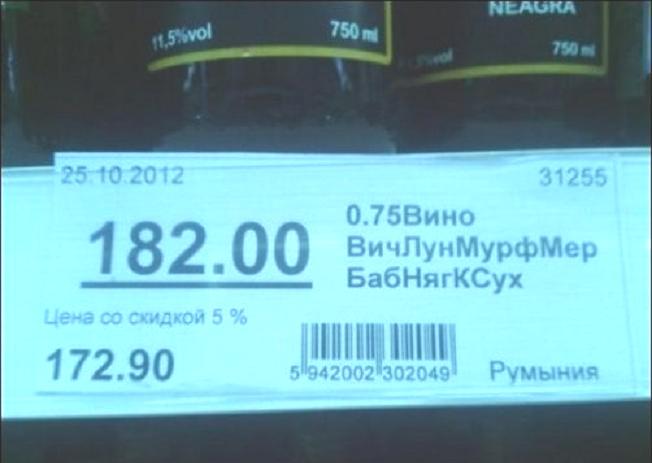 NEAGRA
11,5%vol 750 ml
750 ml
25.10.2012 31255
182.00
0.75Вино
ВичЛунМурфМер
БабНягКСух
Цена со скидкой 5 %
172.90
5 942002 302049
Румыния